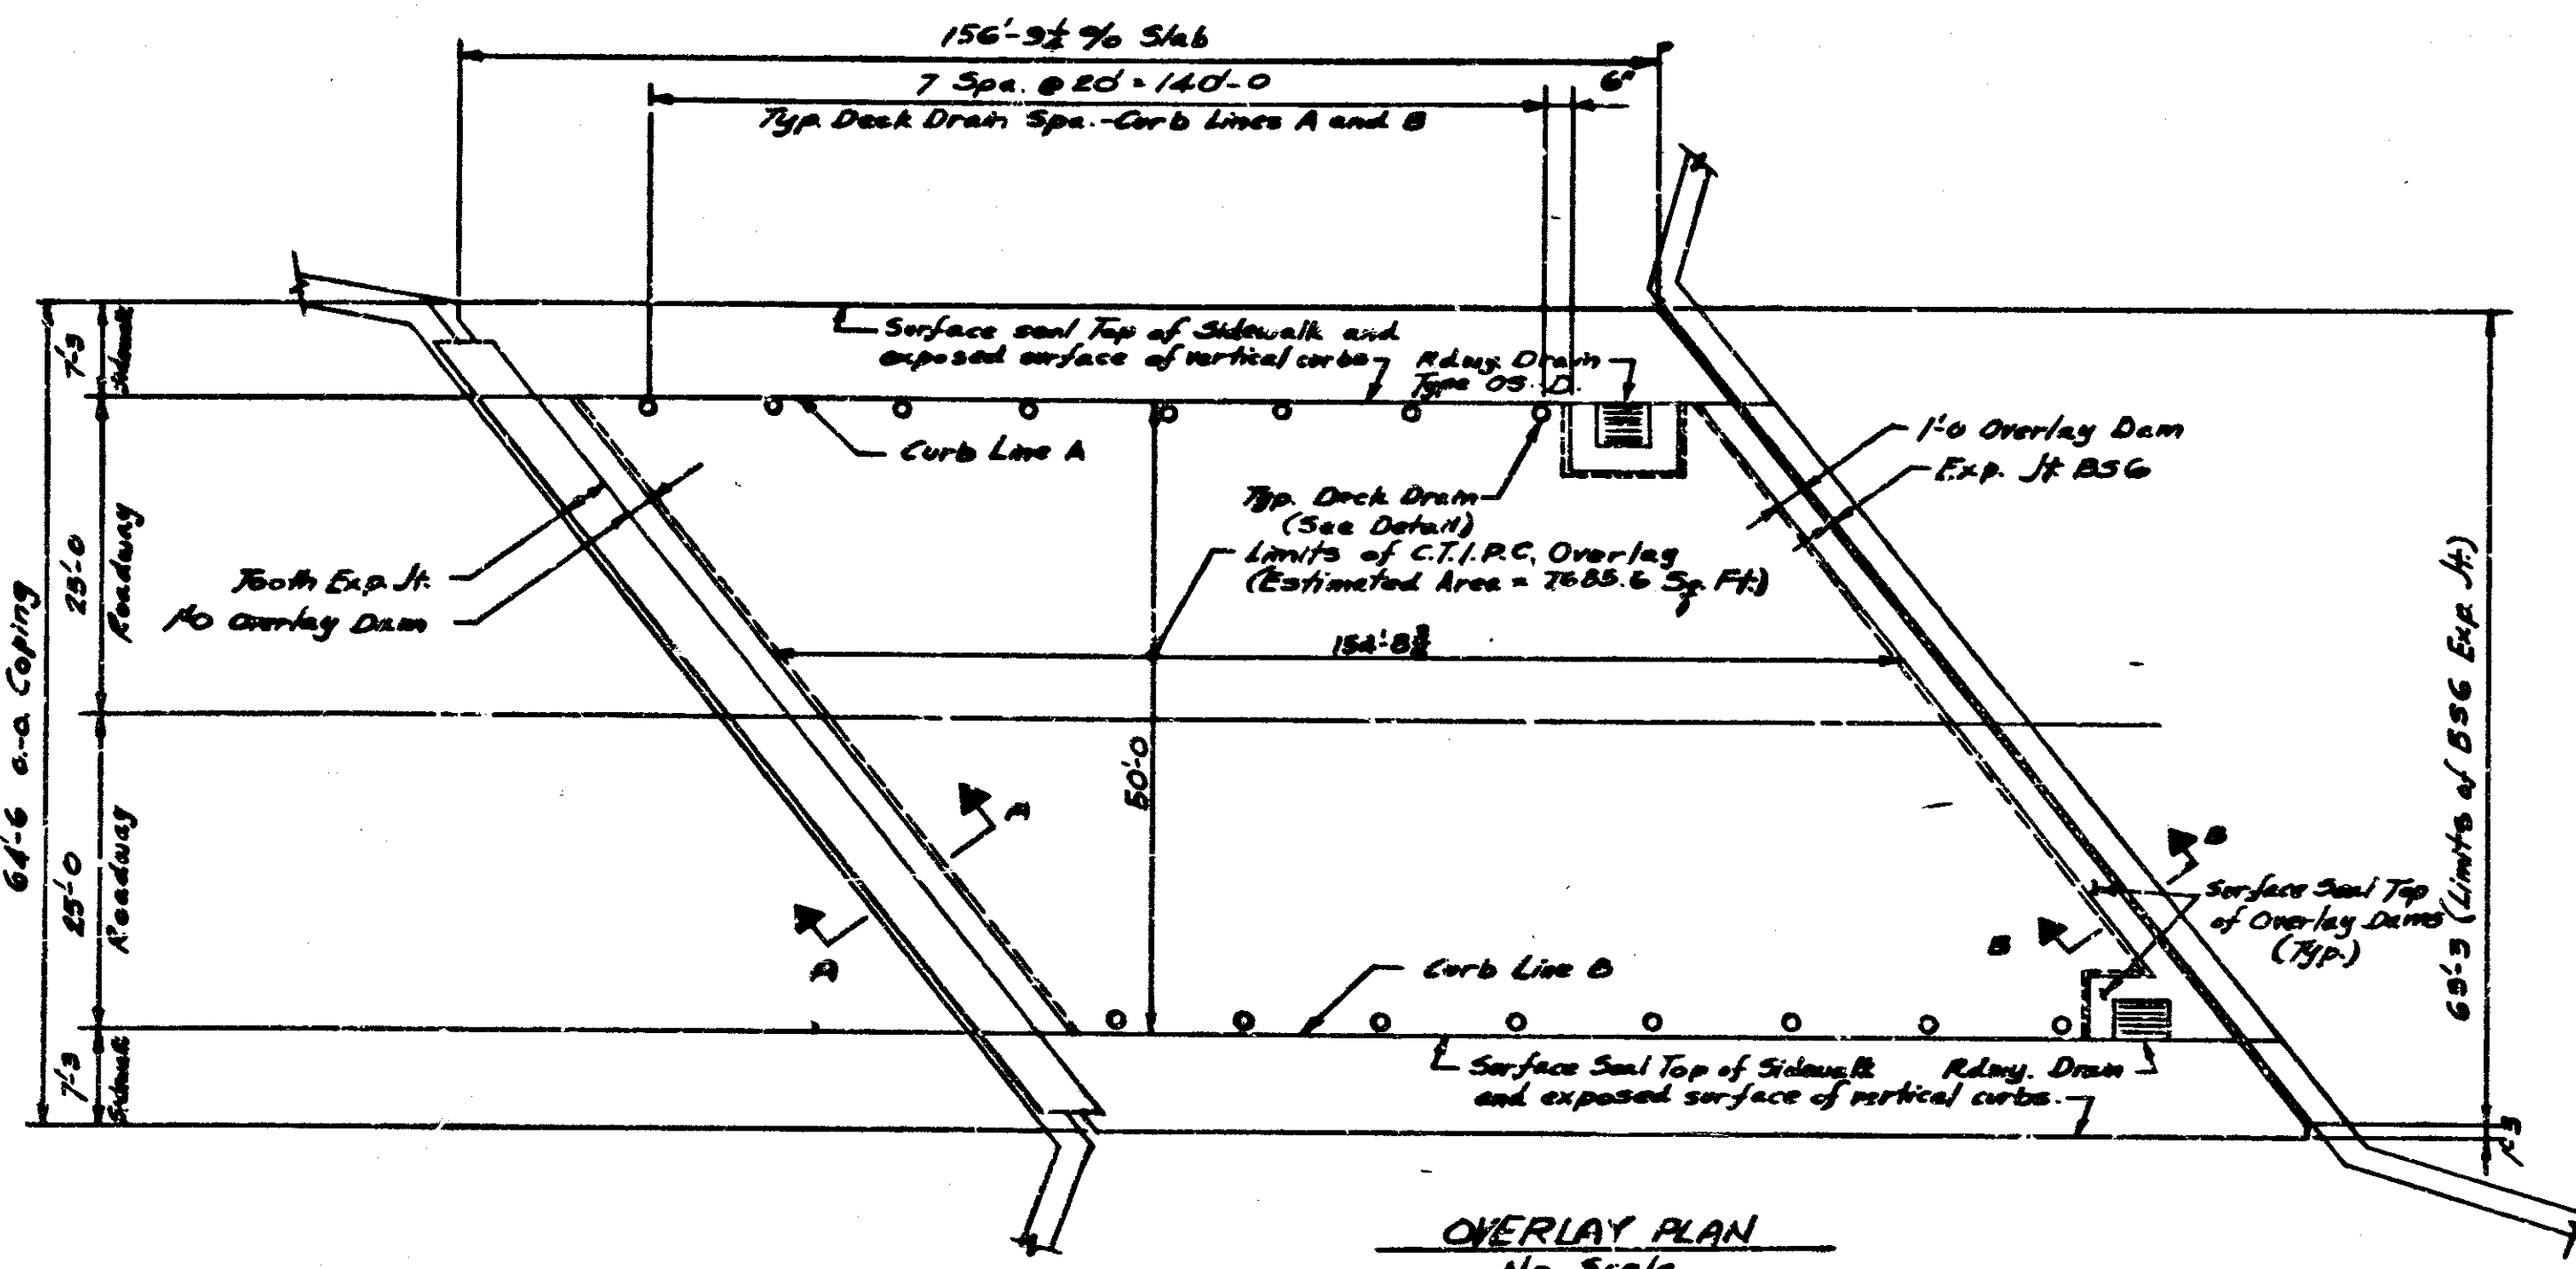 156'-9½ o/o Slab
7 Spa. @ 20' = 140'-0
6"
Typ. Deck Drain Spa.-Curb Lines A and B
Surface seal Top of Sidewalk and
exposed surface of vertical curbs
Rdwy. Drain
Type OS-D.
Curb Line A
1'-0 Overlay Dam
Exp. Jt. BSG
Typ. Deck Drain
(See Detail)
Limits of C.T.I.P.C. Overlay
(Estimated Area = 7685.6 Sq. Ft.)
Tooth Exp. Jt.
1'-0 Overlay Dam
64'-6 o.-o. Coping
7'-3
Sidewalk
25'-0
Roadway
25'-0
Roadway
7'-3
Sidewalk
50'-0
A
A
B
B
Surface Seal Top
of Overlay Dams
(Typ.)
63'-3 (Limits of BSG Exp. Jt.)
1'-3
Curb Line B
Surface Seal Top of Sidewalk
and exposed surface of vertical curbs.
Rdwy. Drain
OVERLAY PLAN
No Scale